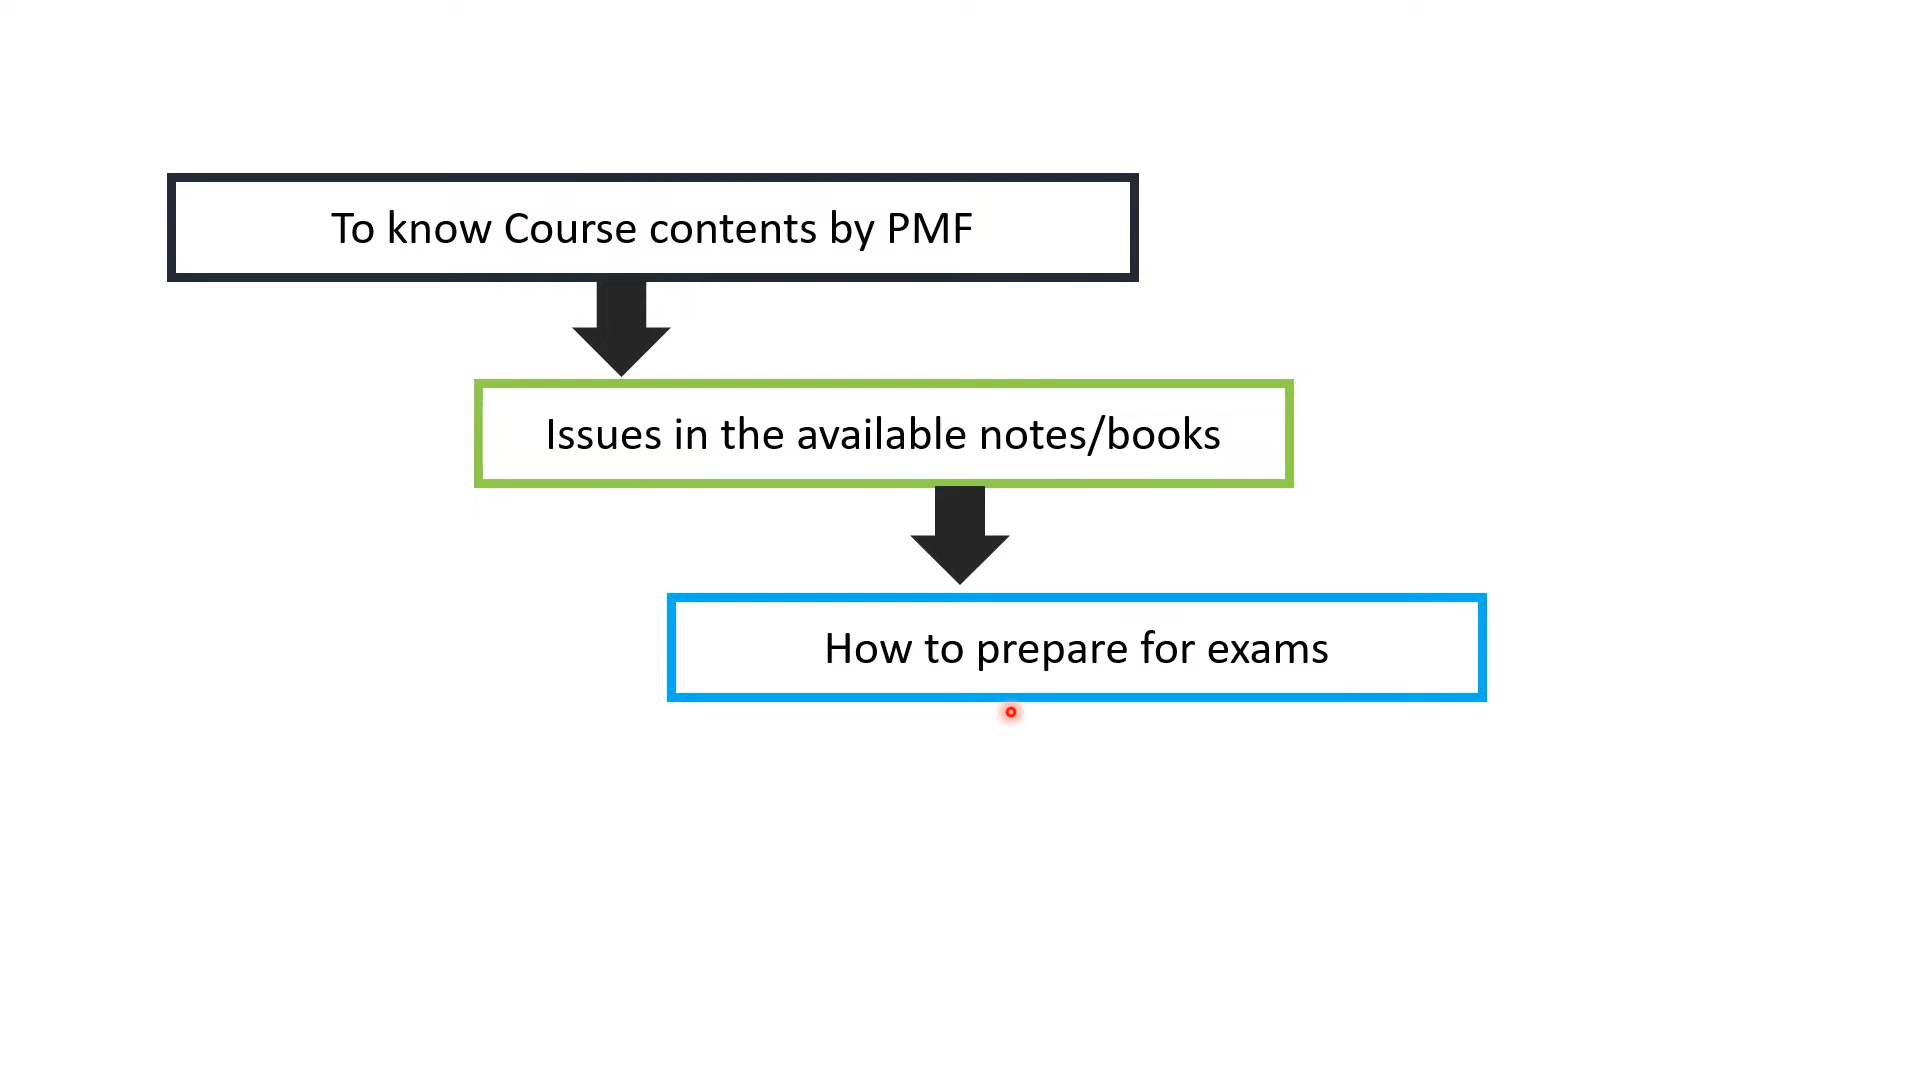 To know Course contents by PMF
Issues in the available notes/books
How to prepare for exams